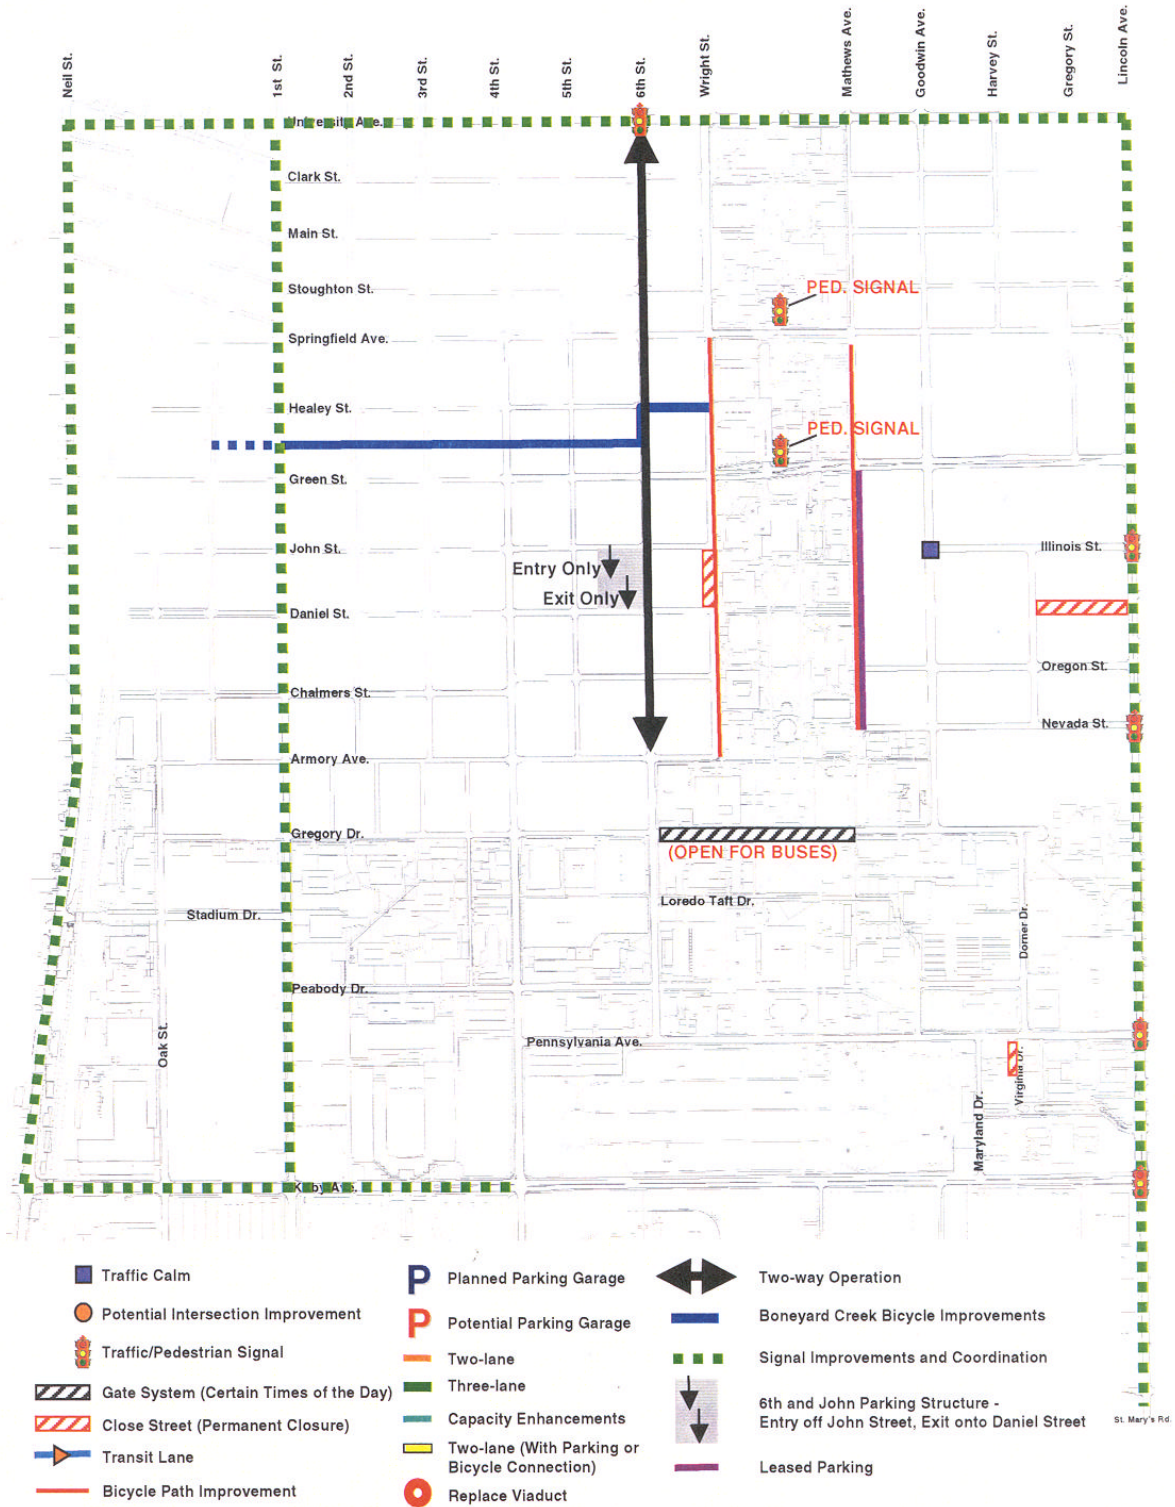 Neil St.
1st St.
2nd St.
3rd St.
4th St.
5th St.
6th St.
Wright St.
Mathews Ave.
Goodwin Ave.
Harvey St.
Gregory St.
Lincoln Ave.
University Ave.
Clark St.
Main St.
Stoughton St.
PED. SIGNAL
Springfield Ave.
Healey St.
PED. SIGNAL
Green St.
John St.
Illinois St.
Entry Only
Exit Only
Daniel St.
Oregon St.
Chalmers St.
Nevada St.
Armory Ave.
Gregory Dr.
(OPEN FOR BUSES)
Loredo Taft Dr.
Stadium Dr.
Dorner Dr.
Peabody Dr.
Oak St.
Pennsylvania Ave.
Virginia Dr.
Maryland Dr.
Kirby Ave.
Traffic Calm
Potential Intersection Improvement
Traffic/Pedestrian Signal
Gate System (Certain Times of the Day)
Close Street (Permanent Closure)
Transit Lane
Bicycle Path Improvement
P Planned Parking Garage
P Potential Parking Garage
Two-lane
Three-lane
Capacity Enhancements
Two-lane (With Parking or
Bicycle Connection)
Replace Viaduct
Two-way Operation
Boneyard Creek Bicycle Improvements
Signal Improvements and Coordination
6th and John Parking Structure -
Entry off John Street, Exit onto Daniel Street
Leased Parking
St. Mary's Rd.